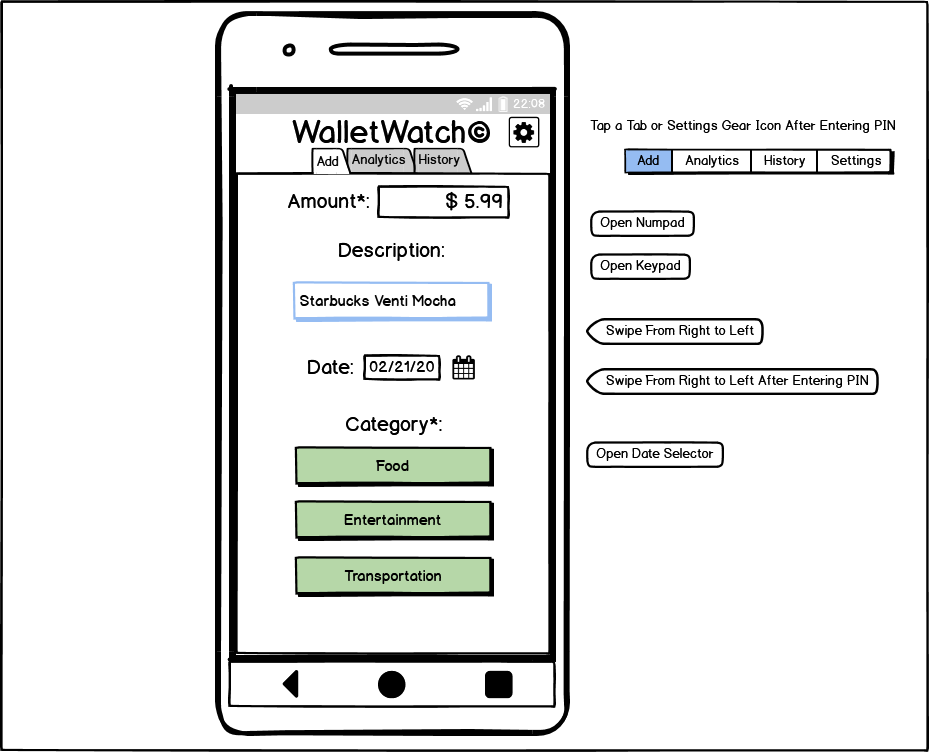 22:08
WalletWatch©
Add Analytics History
Amount*: $ 5.99
Description:
Starbucks Venti Mocha
Date: 02/21/20
Category*:
Food
Entertainment
Transportation
Tap a Tab or Settings Gear Icon After Entering PIN
Add Analytics History Settings
Open Numpad
Open Keypad
Swipe From Right to Left
Swipe From Right to Left After Entering PIN
Open Date Selector